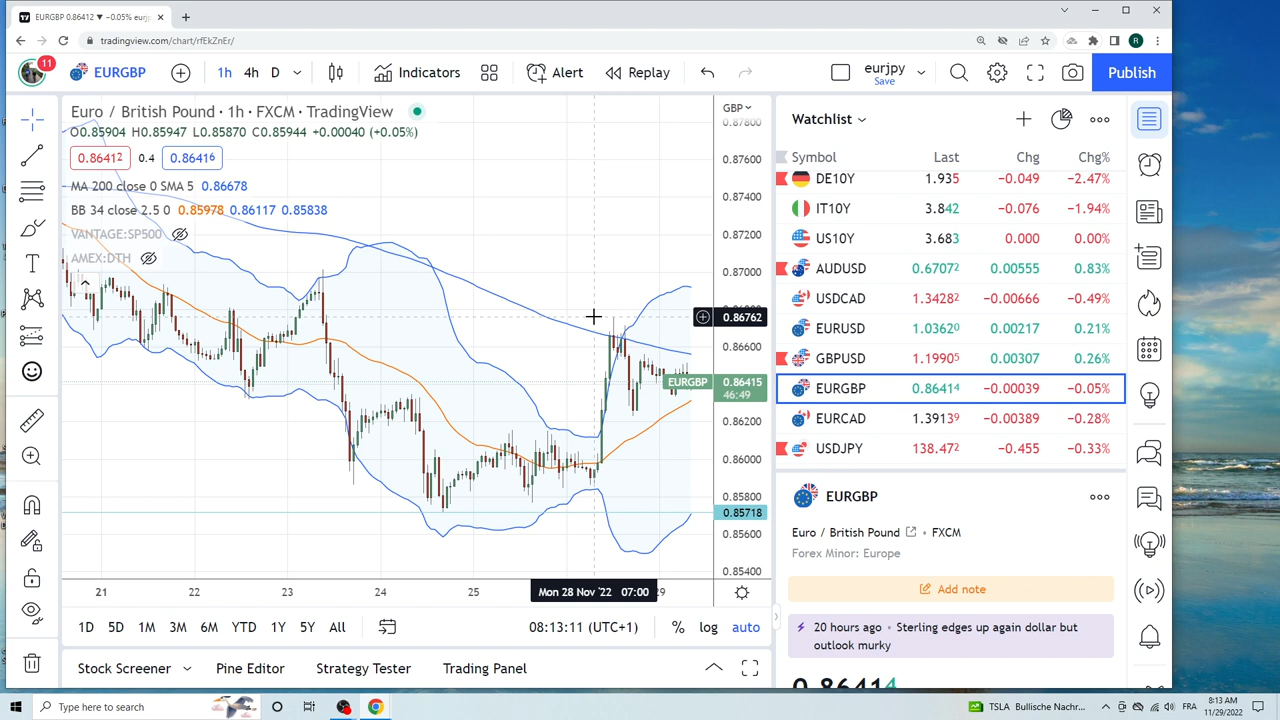 EURGBP 0.86412 ▼ −0.05% eurj
tradingview.com/chart/rfEkZnEr/
R
11
EURGBP
1h
4h
D
Indicators
Alert
Replay
eurjpy
Save
Publish
Euro / British Pound · 1h · FXCM · TradingView
O0.85904 H0.85947 L0.85870 C0.85944 +0.00040 (+0.05%)
0.86412
0.4
0.86416
MA 200 close 0 SMA 5 0.86678
BB 34 close 2.5 0 0.85978 0.86117 0.85838
VANTAGE:SP500
AMEX:DTH
GBP
0.87800
0.87600
0.87400
0.87200
0.87000
0.86762
0.86600
EURGBP
0.86415
46:49
0.86200
0.86000
0.85800
0.85718
0.85600
0.85400
21
22
23
24
25
Mon 28 Nov '22 07:00
29
1D
5D
1M
3M
6M
YTD
1Y
5Y
All
08:13:11 (UTC+1)
%
log
auto
Stock Screener
Pine Editor
Strategy Tester
Trading Panel
Watchlist
Symbol Last Chg Chg%
DE10Y 1.935 −0.049 −2.47%
IT10Y 3.842 −0.076 −1.94%
US10Y 3.683 0.000 0.00%
AUDUSD 0.67072 0.00555 0.83%
USDCAD 1.34282 −0.00666 −0.49%
EURUSD 1.03620 0.00217 0.21%
GBPUSD 1.19905 0.00307 0.26%
EURGBP 0.86414 −0.00039 −0.05%
EURCAD 1.39139 −0.00389 −0.28%
USDJPY 138.472 −0.455 −0.33%
EURGBP
Euro / British Pound • FXCM
Forex Minor: Europe
Add note
20 hours ago • Sterling edges up again dollar but
outlook murky
0.86414
Type here to search
TSLA Bullische Nachr...
FRA
8:13 AM
11/29/2022